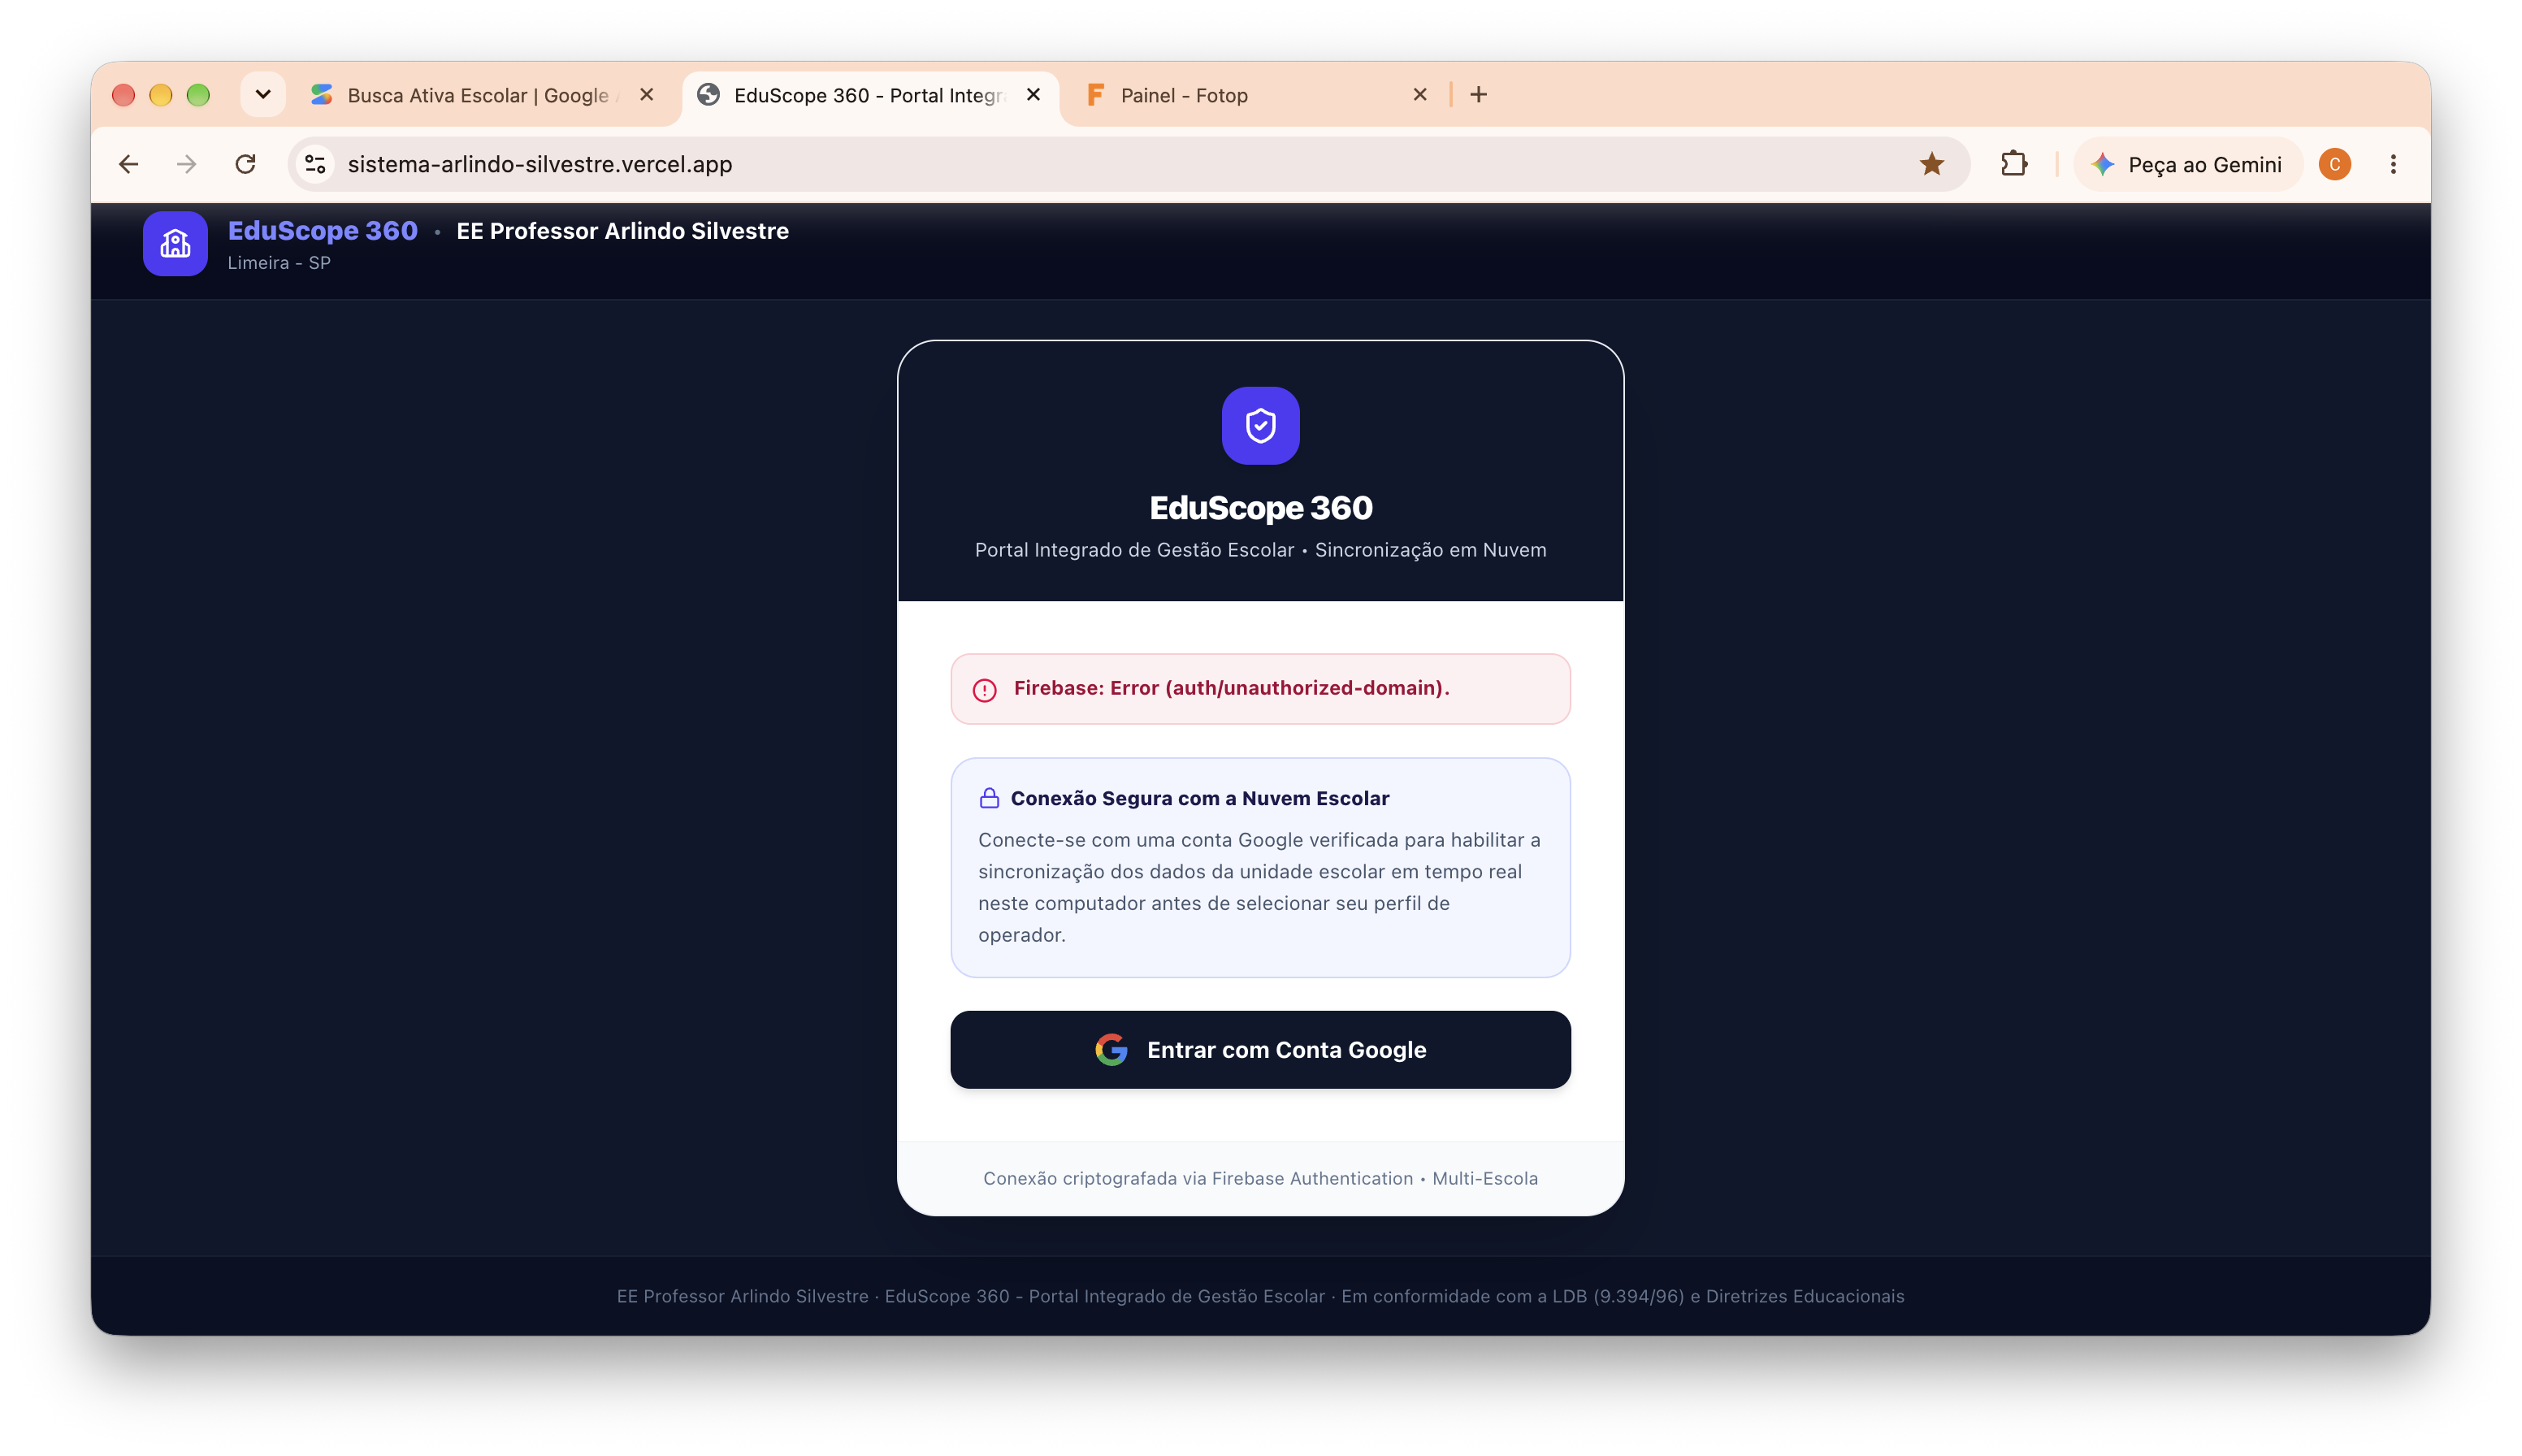 Busca Ativa Escolar | Google
EduScope 360 - Portal Integr
Painel - Fotop
sistema-arlindo-silvestre.vercel.app
Peça ao Gemini
C
EduScope 360 • EE Professor Arlindo Silvestre
Limeira - SP
EduScope 360
Portal Integrado de Gestão Escolar • Sincronização em Nuvem
Firebase: Error (auth/unauthorized-domain).
Conexão Segura com a Nuvem Escolar
Conecte-se com uma conta Google verificada para habilitar a
sincronização dos dados da unidade escolar em tempo real
neste computador antes de selecionar seu perfil de
operador.
Entrar com Conta Google
Conexão criptografada via Firebase Authentication • Multi-Escola
EE Professor Arlindo Silvestre · EduScope 360 - Portal Integrado de Gestão Escolar · Em conformidade com a LDB (9.394/96) e Diretrizes Educacionais